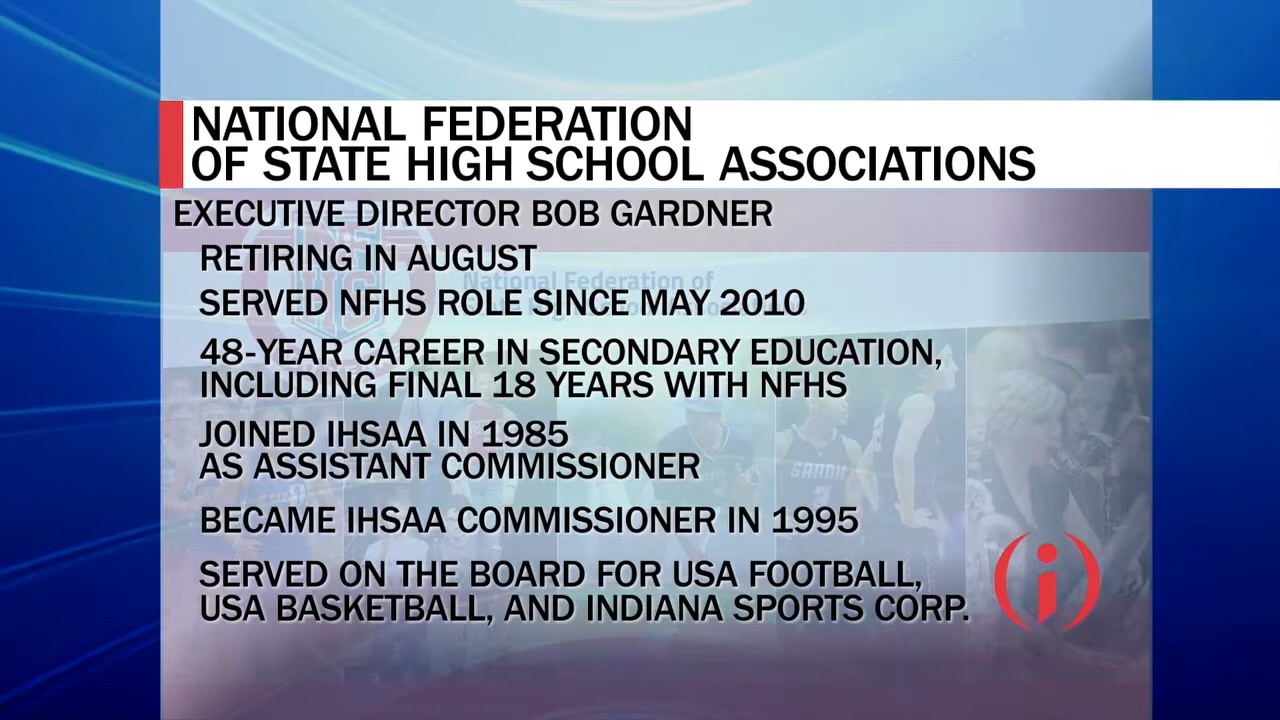 NATIONAL FEDERATION
OF STATE HIGH SCHOOL ASSOCIATIONS
EXECUTIVE DIRECTOR BOB GARDNER
RETIRING IN AUGUST
National Federation of
SERVED NFHS ROLE SINCE MAY 2010
48-YEAR CAREER IN SECONDARY EDUCATION,
INCLUDING FINAL 18 YEARS WITH NFHS
JOINED IHSAA IN 1985
AS ASSISTANT COMMISSIONER
BECAME IHSAA COMMISSIONER IN 1995
SERVED ON THE BOARD FOR USA FOOTBALL,
USA BASKETBALL, AND INDIANA SPORTS CORP.
(i)